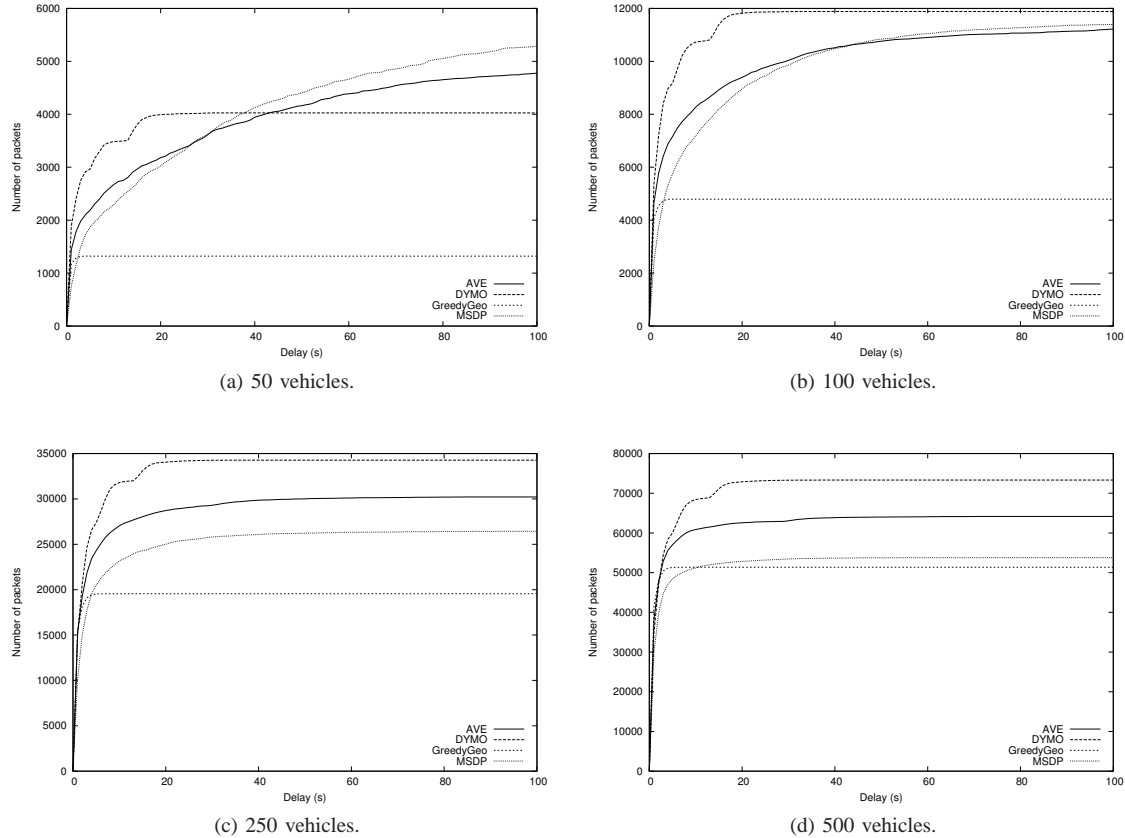 6000
5000
4000
3000
2000
1000
0
Number of packets
0 20 40 60 80 100
Delay (s)
AVE
DYMO
GreedyGeo
MSDP
(a) 50 vehicles.
12000
10000
8000
6000
4000
2000
0
Number of packets
0 20 40 60 80 100
Delay (s)
AVE
DYMO
GreedyGeo
MSDP
(b) 100 vehicles.
35000
30000
25000
20000
15000
10000
5000
0
Number of packets
0 20 40 60 80 100
Delay (s)
AVE
DYMO
GreedyGeo
MSDP
(c) 250 vehicles.
80000
70000
60000
50000
40000
30000
20000
10000
0
Number of packets
0 20 40 60 80 100
Delay (s)
AVE
DYMO
GreedyGeo
MSDP
(d) 500 vehicles.